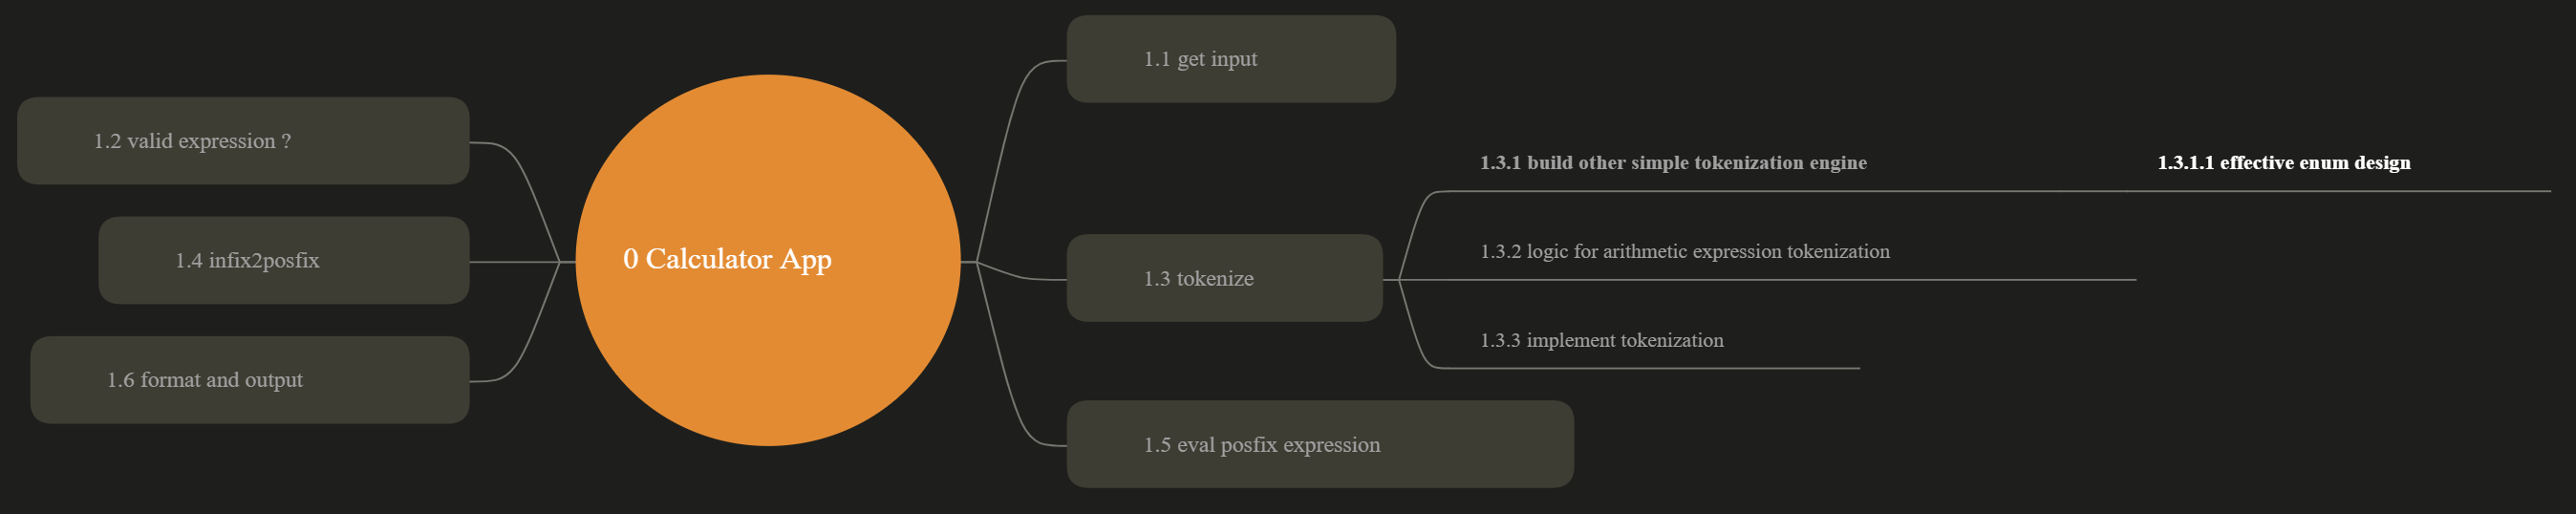 0 Calculator App
1.1 get input
1.2 valid expression ?
1.3 tokenize
1.3.1 build other simple tokenization engine
1.3.1.1 effective enum design
1.3.2 logic for arithmetic expression tokenization
1.3.3 implement tokenization
1.4 infix2posfix
1.5 eval posfix expression
1.6 format and output